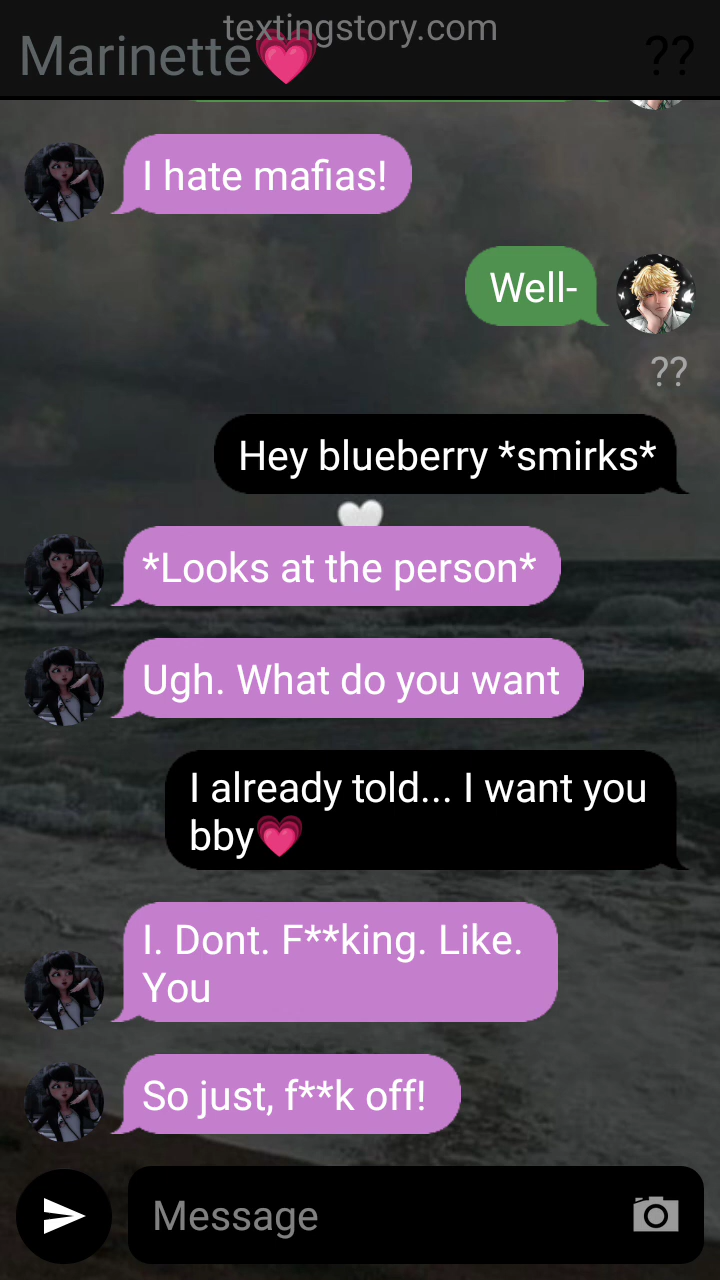 textingstory.com
Marinette💗
??
I hate mafias!
Well-
??
Hey blueberry *smirks*
*Looks at the person*
Ugh. What do you want
I already told... I want you
bby💗
I. Dont. F**king. Like.
You
So just, f**k off!
Message